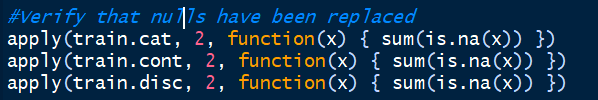 #Verify that nulls have been replaced
apply(train.cat, 2, function(x) { sum(is.na(x)) })
apply(train.cont, 2, function(x) { sum(is.na(x)) })
apply(train.disc, 2, function(x) { sum(is.na(x)) })